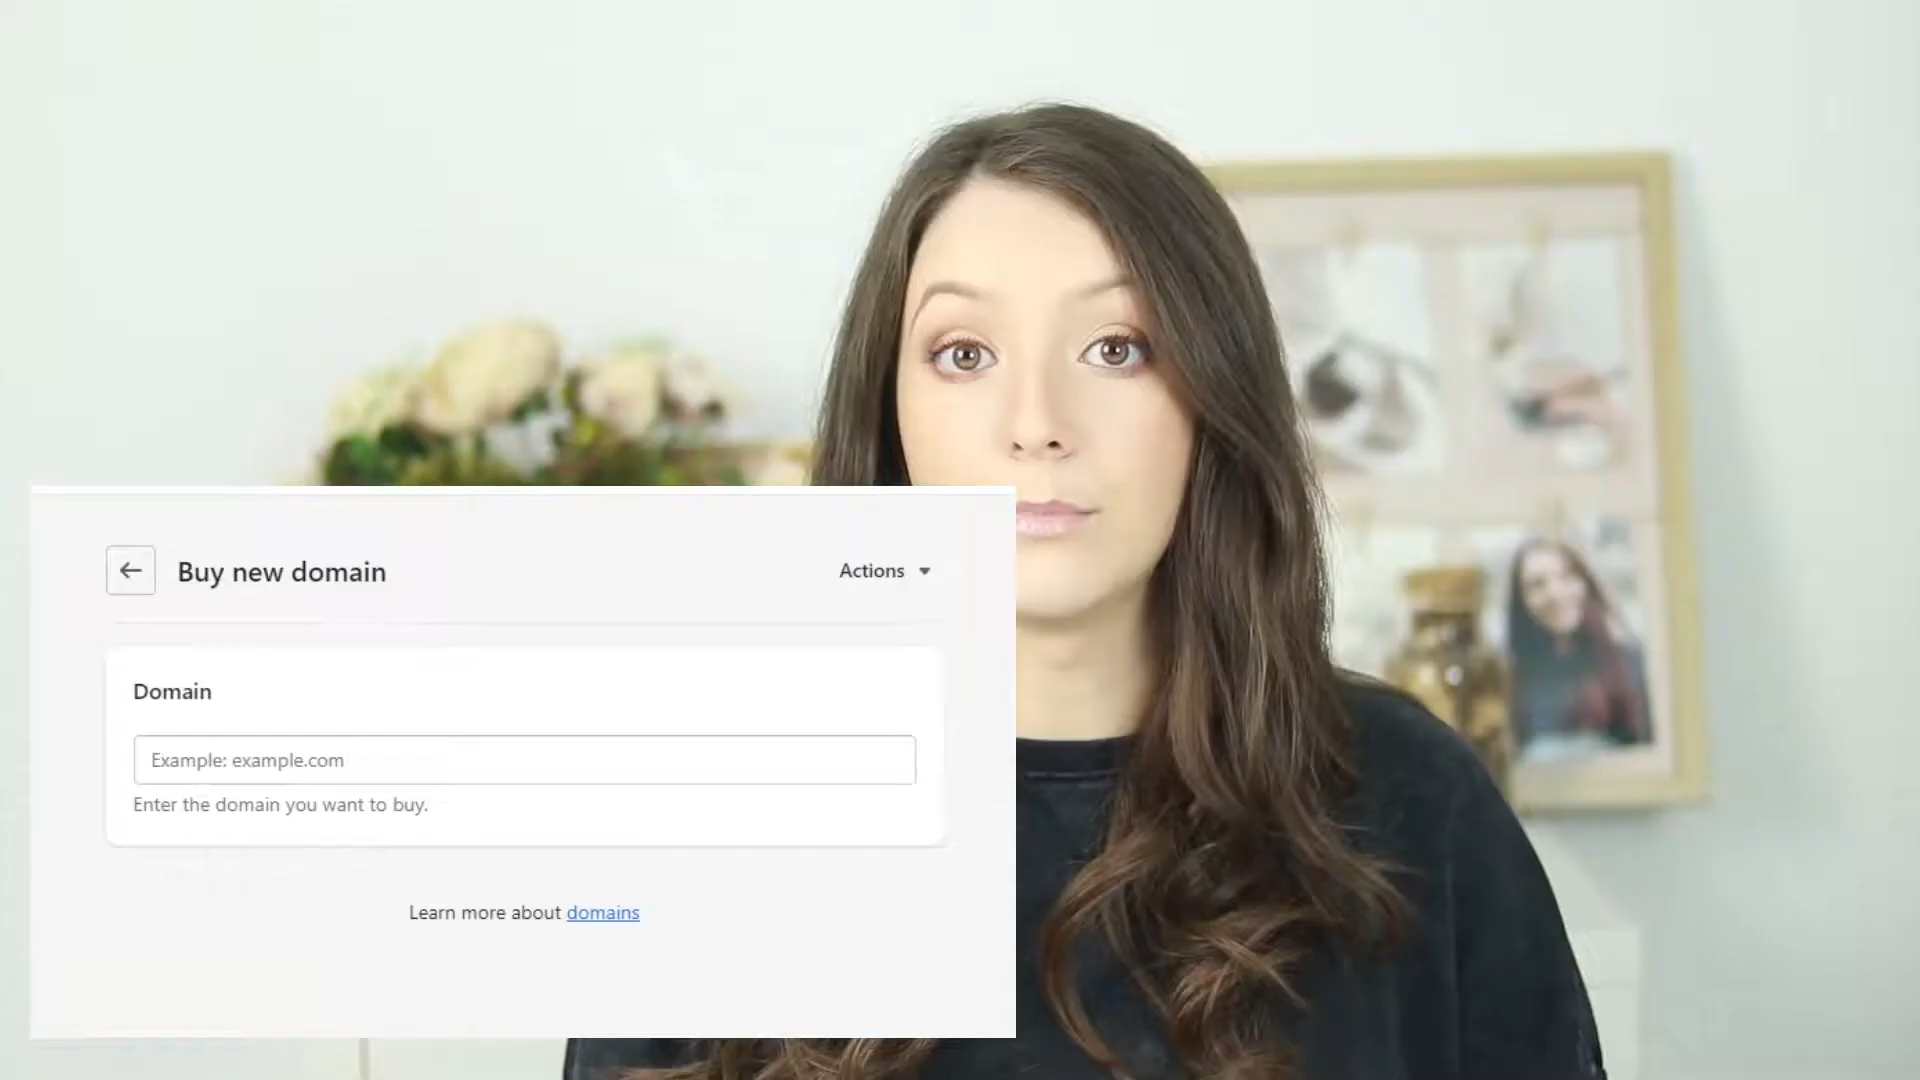 Buy new domain
Actions
Domain
Example: example.com
Enter the domain you want to buy.
Learn more about domains